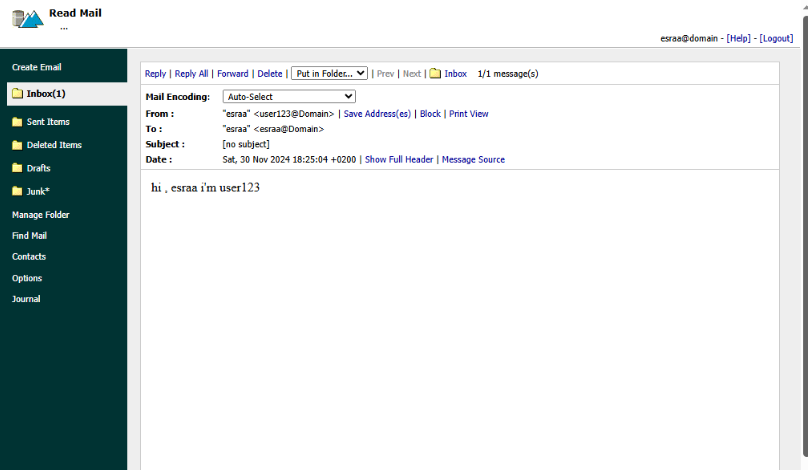 Read Mail
...
esraa@domain - [Help] - [Logout]
Create Email
Inbox(1)
Sent Items
Deleted Items
Drafts
Junk*
Manage Folder
Find Mail
Contacts
Options
Journal
Reply | Reply All | Forward | Delete | Put in Folder... | Prev | Next | Inbox 1/1 message(s)
Mail Encoding: Auto-Select
From : "esraa" <user123@Domain> | Save Address(es) | Block | Print View
To : "esraa" <esraa@Domain>
Subject : [no subject]
Date : Sat, 30 Nov 2024 18:25:04 +0200 | Show Full Header | Message Source
hi , esraa i'm user123